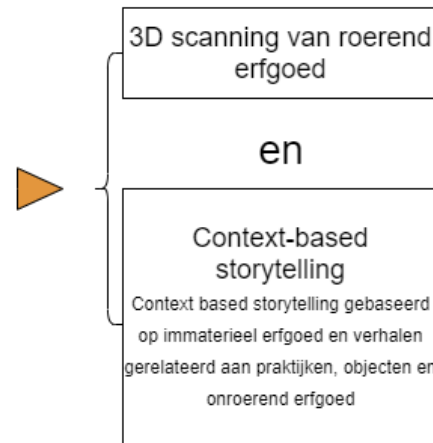 3D scanning van roerend
erfgoed
en
Context-based
storytelling
Context based storytelling gebaseerd
op immaterieel erfgoed en verhalen
gerelateerd aan praktijken, objecten en
onroerend erfgoed